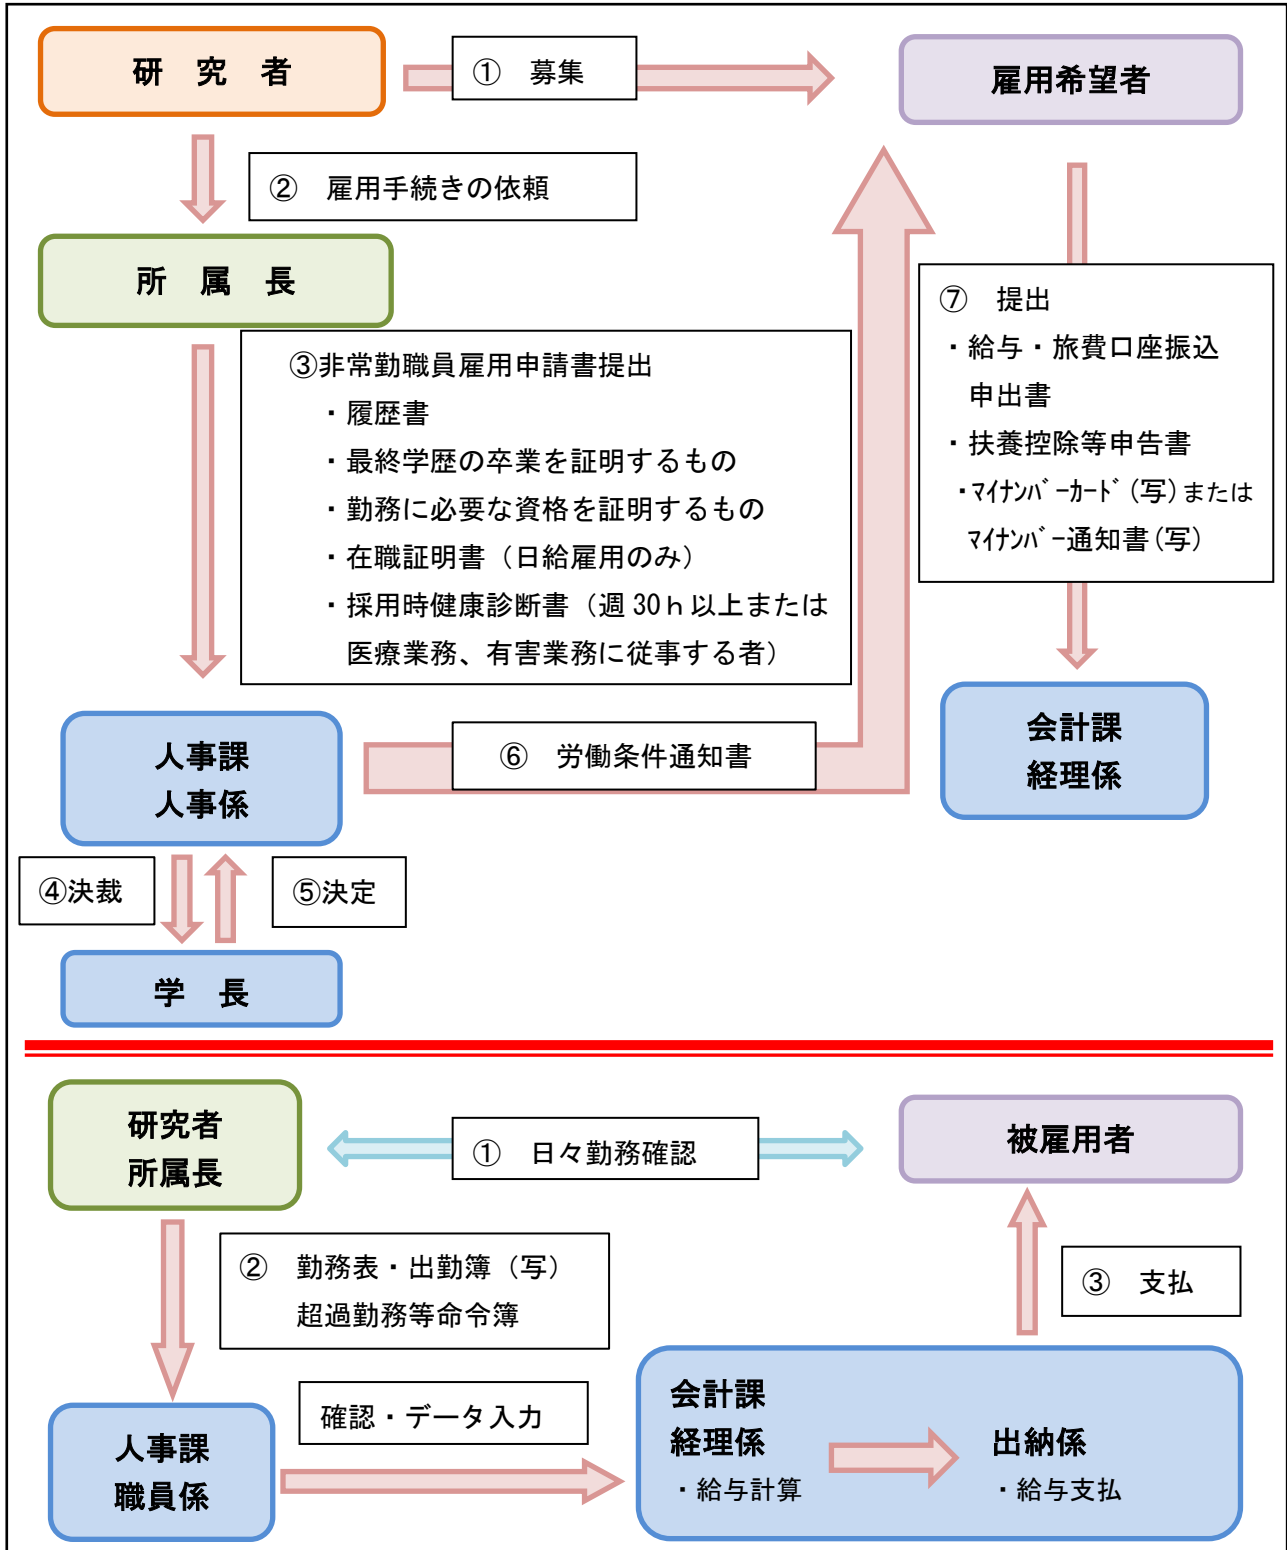 研　究　者
①　募集
雇用希望者
②　雇用手続きの依頼
所　属　長
③非常勤職員雇用申請書提出
・履歴書
・最終学歴の卒業を証明するもの
・勤務に必要な資格を証明するもの
・在職証明書（日給雇用のみ）
・採用時健康診断書（週30ｈ以上または
医療業務、有害業務に従事する者）
⑦　提出
・給与・旅費口座振込
申出書
・扶養控除等申告書
・ﾏｲﾅﾝﾊﾞｰｶｰﾄﾞ(写)または
ﾏｲﾅﾝﾊﾞｰ通知書(写)
人事課
人事係
⑥　労働条件通知書
会計課
経理係
④決裁
⑤決定
学　長
研究者
所属長
①　日々勤務確認
被雇用者
②　勤務表・出勤簿（写）
超過勤務等命令簿
③　支払
人事課
職員係
確認・データ入力
会計課
経理係
・給与計算
出納係
・給与支払